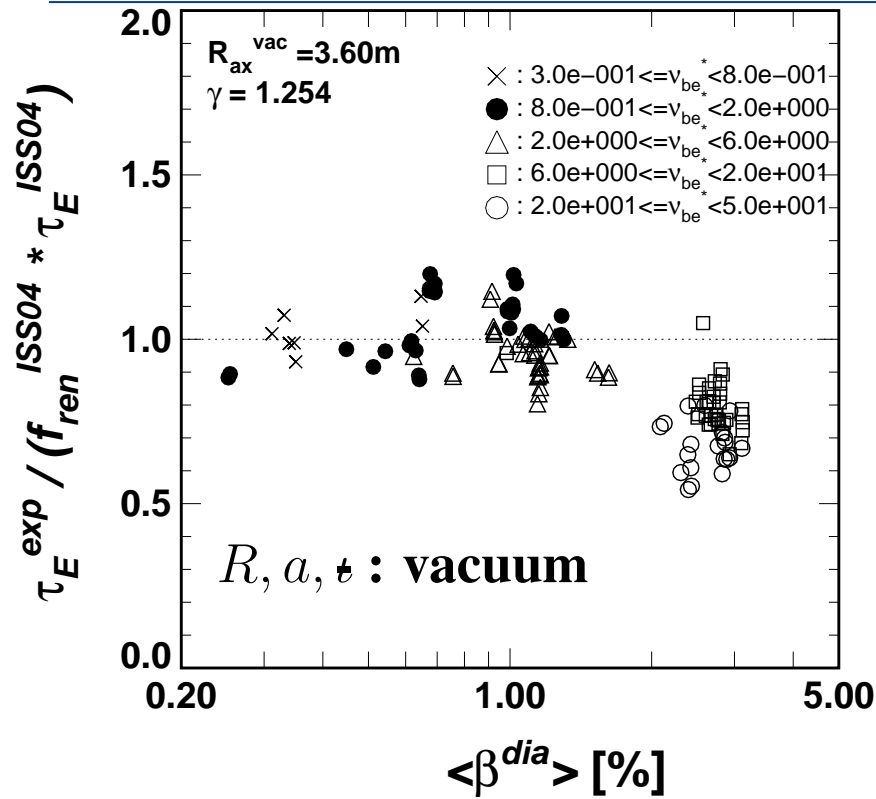 2.0
1.5
1.0
0.5
0.0
0.20
1.00
5.00
τ_E^exp / (f_ren^ISS04 * τ_E^ISS04)
R_ax^vac =3.60m
γ = 1.254
× : 3.0e−001<=ν_be^*<8.0e−001
● : 8.0e−001<=ν_be^*<2.0e+000
△ : 2.0e+000<=ν_be^*<6.0e+000
□ : 6.0e+000<=ν_be^*<2.0e+001
○ : 2.0e+001<=ν_be^*<5.0e+001
R, a, ɨ : vacuum
<β^dia> [%]